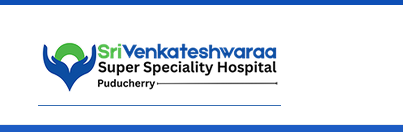 SriVenkateshwaraa
Super Speciality Hospital
Puducherry